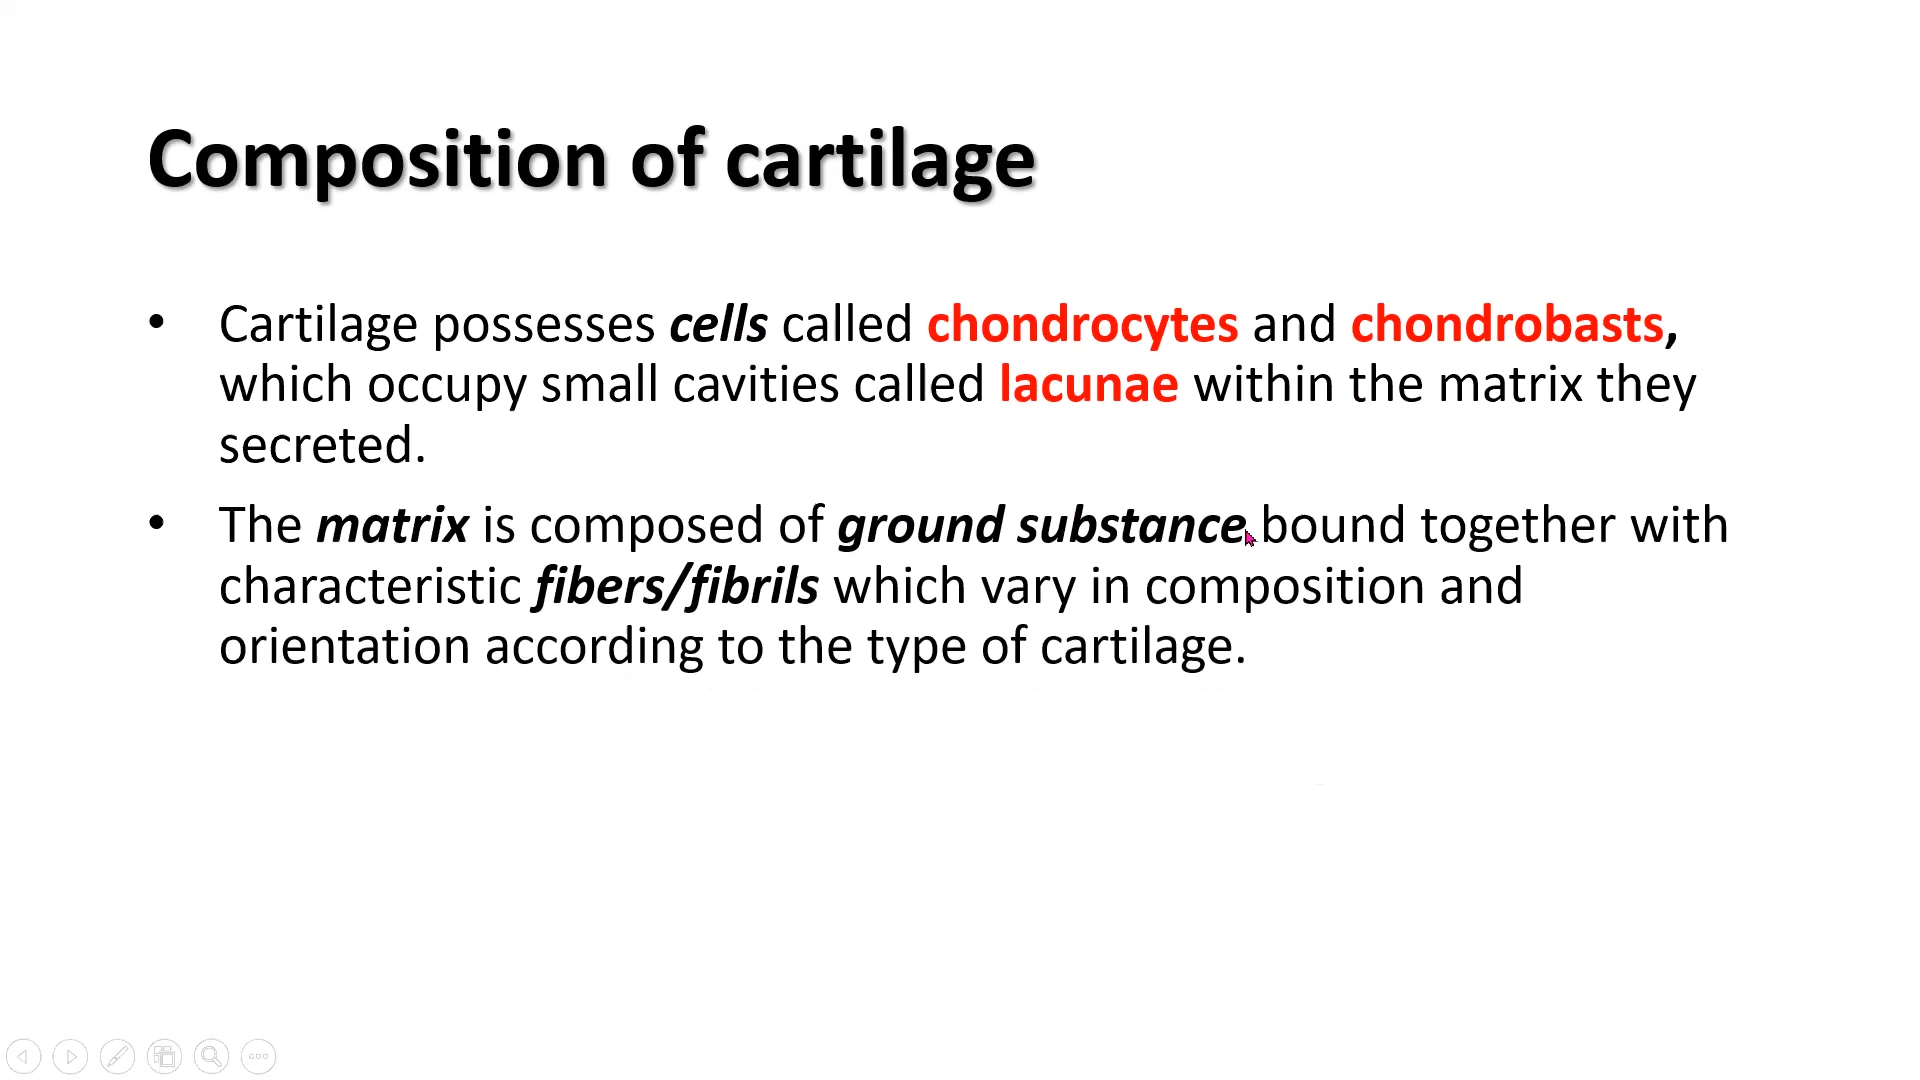 Composition of cartilage
• Cartilage possesses cells called chondrocytes and chondrobasts,
which occupy small cavities called lacunae within the matrix they
secreted.
• The matrix is composed of ground substance bound together with
characteristic fibers/fibrils which vary in composition and
orientation according to the type of cartilage.